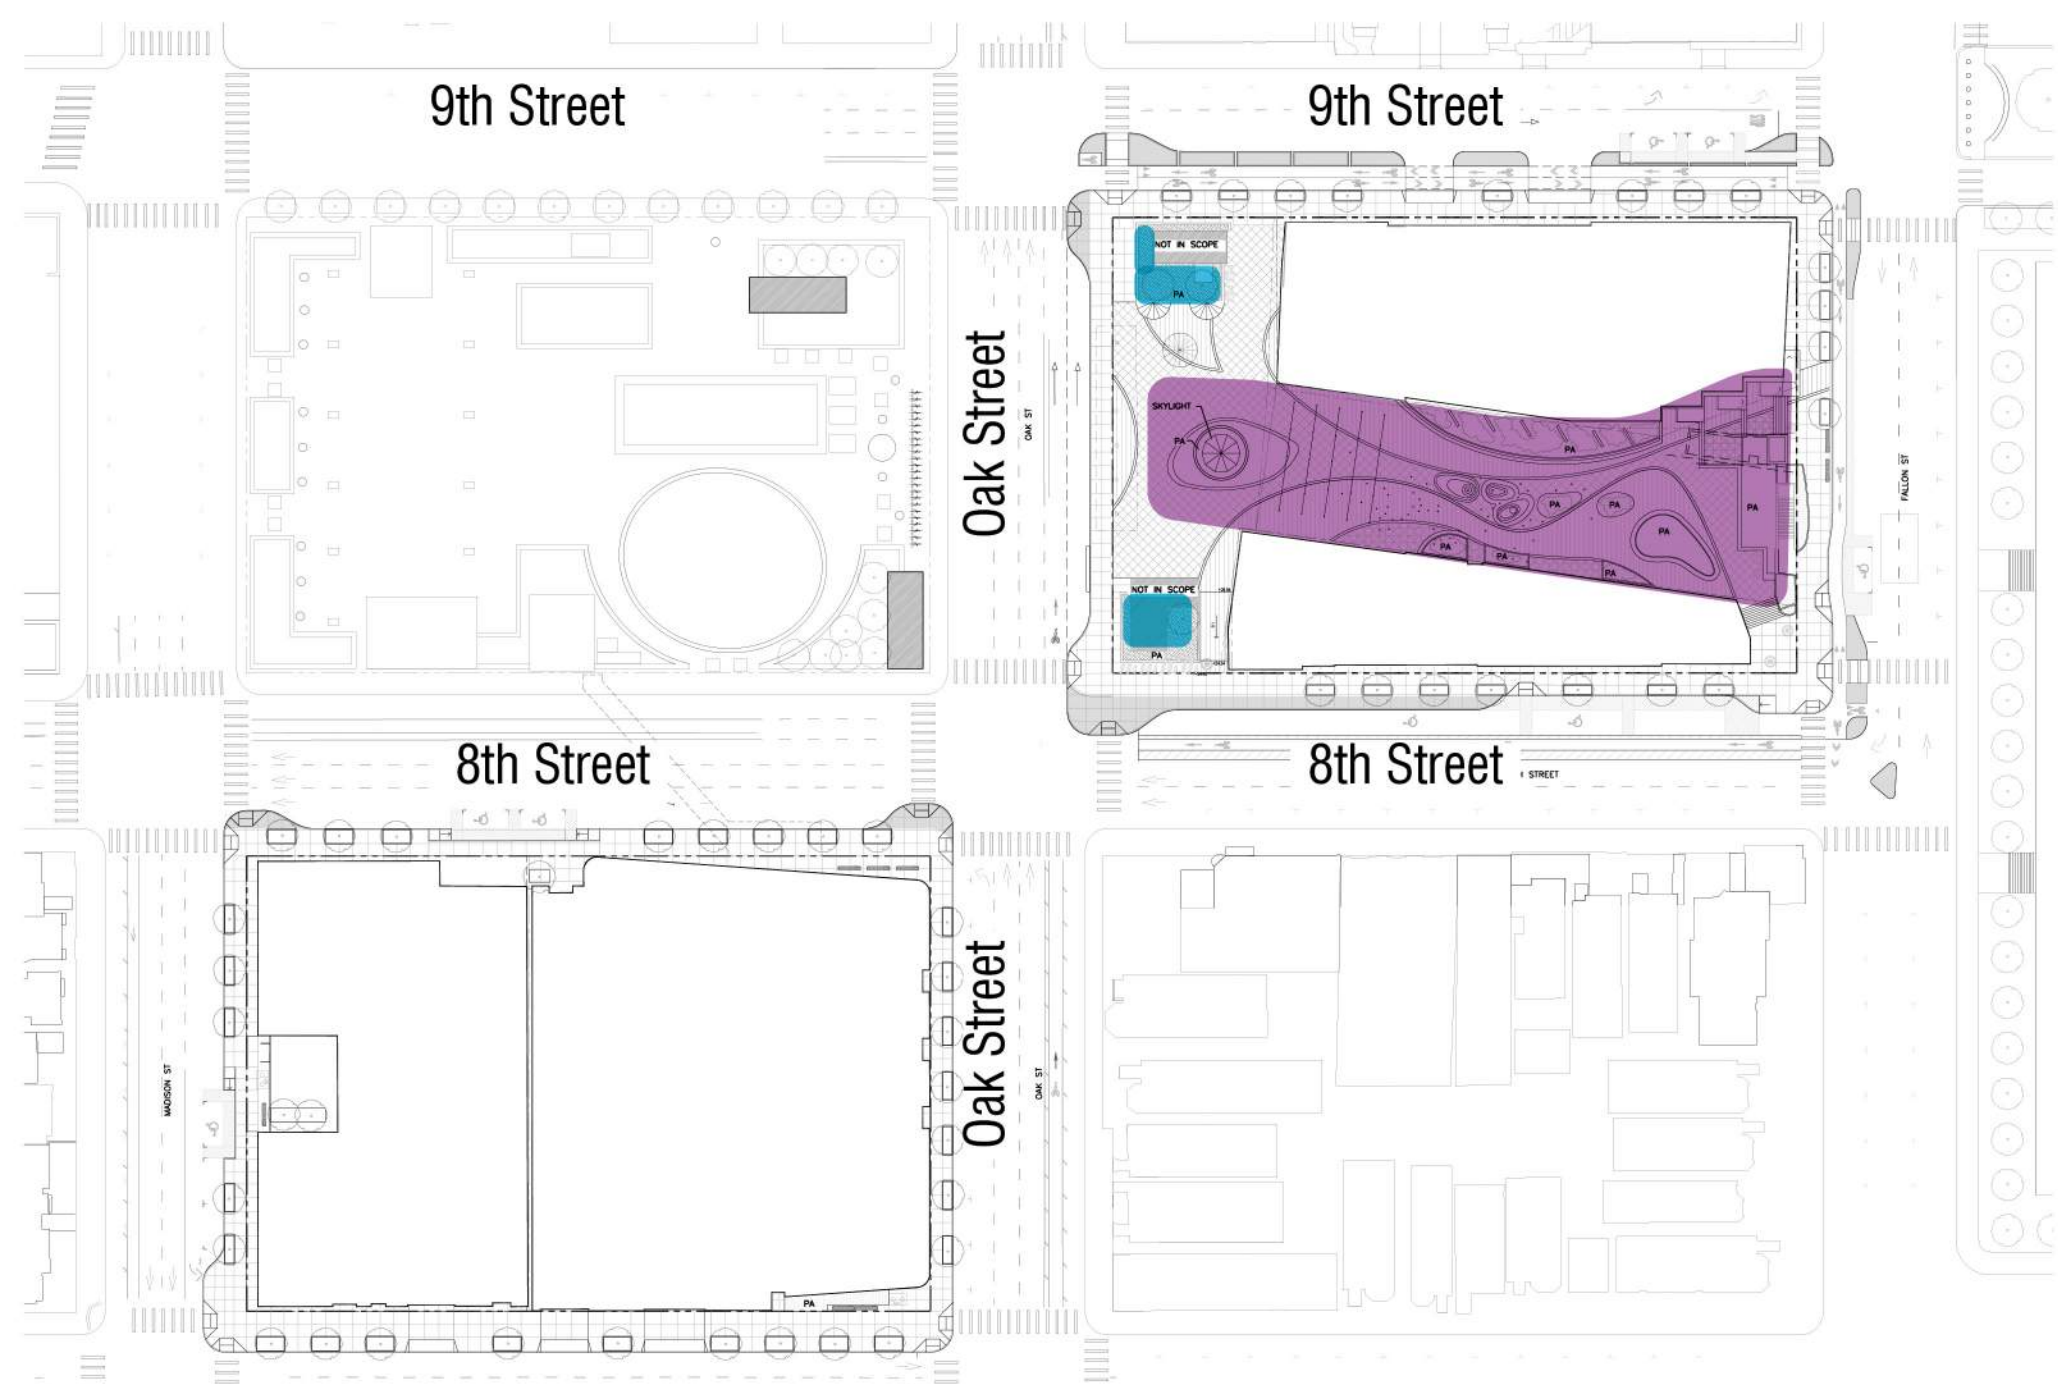 9th Street
9th Street
NOT IN SCOPE
PA
Oak Street
OAK ST
SKYLIGHT
PA
PA
FALLON ST
PA
PA
PA
PA
PA
PA
PA
NOT IN SCOPE
PA
8th Street
8th Street
STREET
Oak Street
OAK ST
MADISON ST
PA